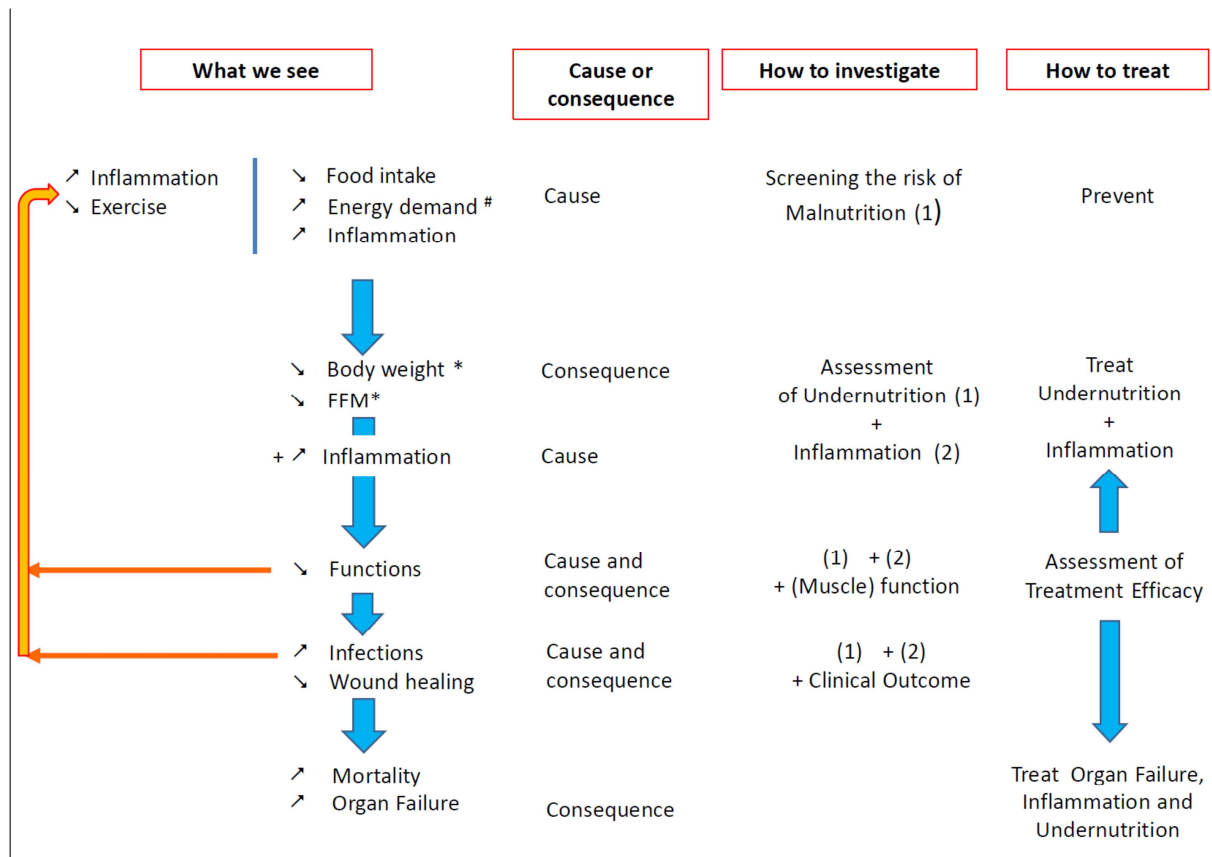 What we see
Cause or
consequence
How to investigate
How to treat
↗ Inflammation
↘ Exercise
↘ Food intake
↗ Energy demand #
↗ Inflammation
Cause
Screening the risk of
Malnutrition (1)
Prevent
↘ Body weight *
↘ FFM*
Consequence
Assessment
of Undernutrition (1)
+
Inflammation (2)
Treat
Undernutrition
+
Inflammation
+ ↗ Inflammation
Cause
↘ Functions
Cause and
consequence
(1) + (2)
+ (Muscle) function
Assessment of
Treatment Efficacy
↗ Infections
↘ Wound healing
Cause and
consequence
(1) + (2)
+ Clinical Outcome
↗ Mortality
↗ Organ Failure
Consequence
Treat Organ Failure,
Inflammation and
Undernutrition